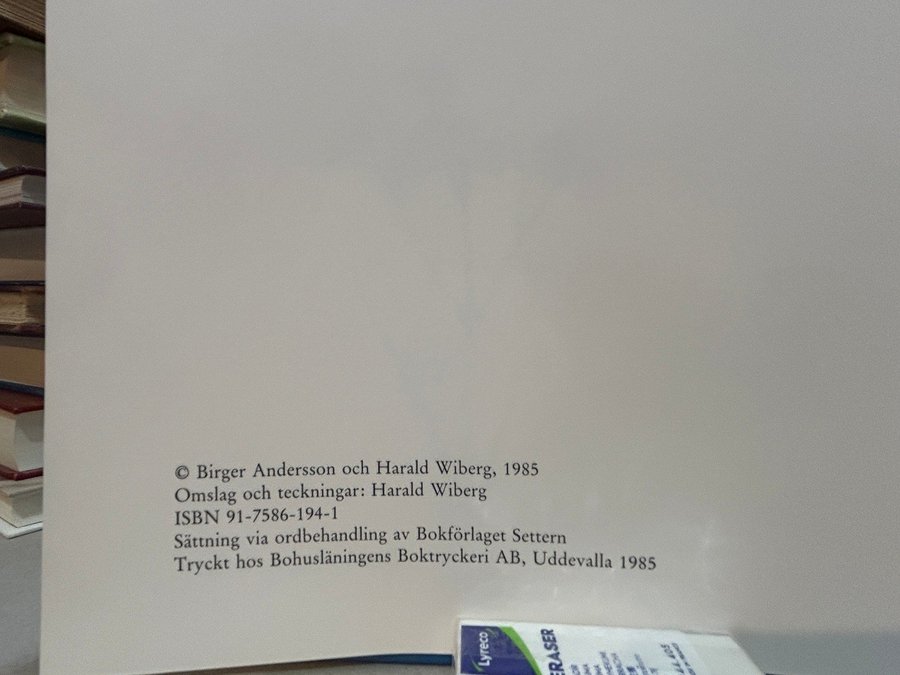 © Birger Andersson och Harald Wiberg, 1985
Omslag och teckningar: Harald Wiberg
ISBN 91-7586-194-1
Sättning via ordbehandling av Bokförlaget Settern
Tryckt hos Bohusläningens Boktryckeri AB, Uddevalla 1985
Lyreco
ERASER